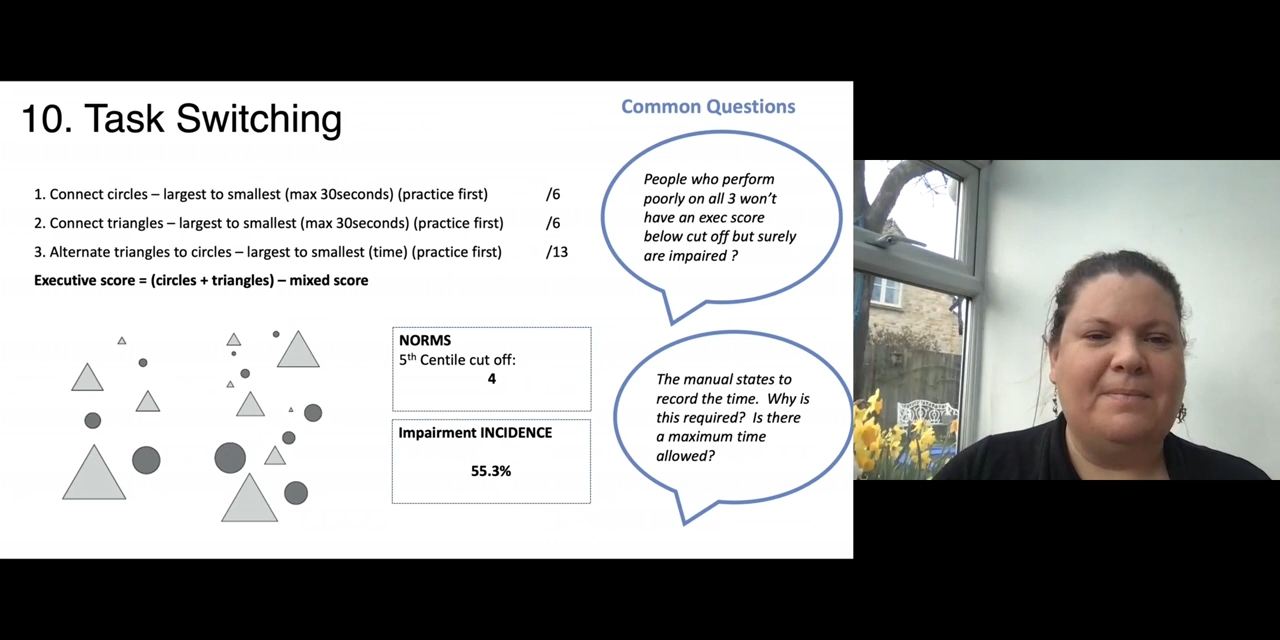 10. Task Switching
1. Connect circles – largest to smallest (max 30seconds) (practice first) /6
2. Connect triangles – largest to smallest (max 30seconds) (practice first) /6
3. Alternate triangles to circles – largest to smallest (time) (practice first) /13
Executive score = (circles + triangles) – mixed score
NORMS
5th Centile cut off:
4
Impairment INCIDENCE
55.3%
Common Questions
People who perform
poorly on all 3 won't
have an exec score
below cut off but surely
are impaired ?
The manual states to
record the time. Why is
this required? Is there
a maximum time
allowed?